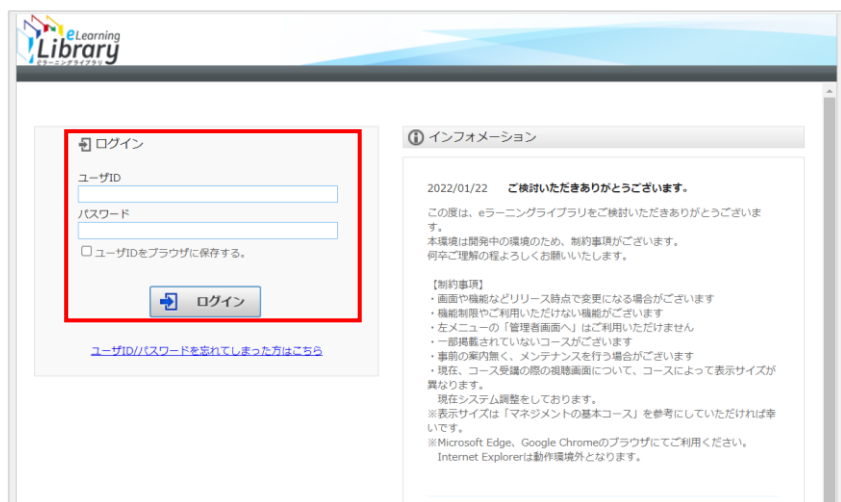 eLearning
Library
eラーニングライブラリ
ログイン
ユーザID
パスワード
ユーザIDをブラウザに保存する。
ログイン
ユーザID/パスワードを忘れてしまった方はこちら
インフォメーション
2022/01/22 ご検討いただきありがとうございます。
この度は、eラーニングライブラリをご検討いただきありがとうございま
す。
本環境は開発中の環境のため、制約事項がございます。
何卒ご理解の程よろしくお願いいたします。
【制約事項】
・画面や機能などリリース時点で変更になる場合がございます
・機能制限やご利用いただけない機能がございます
・左メニューの「管理者画面へ」はご利用いただけません
・一部掲載されていないコースがございます
・事前の案内無く、メンテナンスを行う場合がございます
・現在、コース受講の際の視聴画面について、コースによって表示サイズが
異なります。
現在システム調整をしております。
※表示サイズは「マネジメントの基本コース」を参考にしていただければ幸
いです。
※Microsoft Edge、Google Chromeのブラウザにてご利用ください。
Internet Explorerは動作環境外となります。